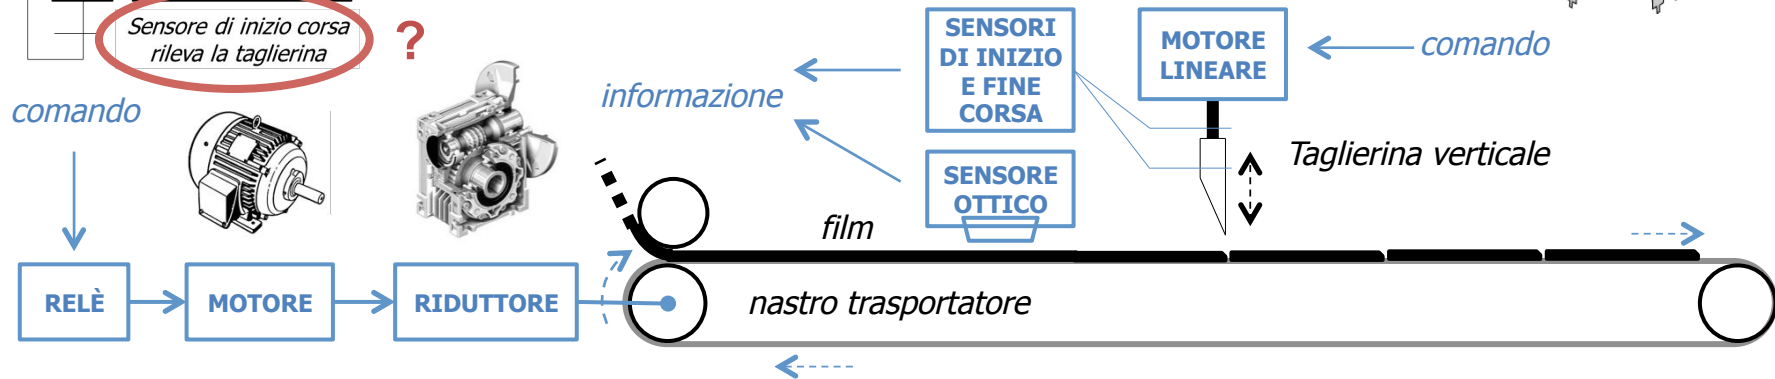 Sensore di inizio corsa
rileva la taglierina
?
comando
informazione
SENSORI
DI INIZIO
E FINE
CORSA
MOTORE
LINEARE
comando
Taglierina verticale
SENSORE
OTTICO
film
RELÈ
MOTORE
RIDUTTORE
nastro trasportatore